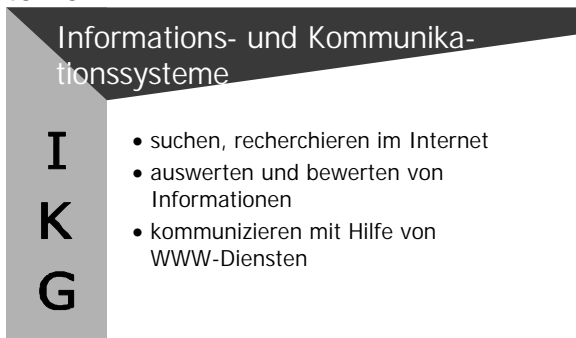 Informations- und Kommunika-
tionssysteme
I
K
G
• suchen, recherchieren im Internet
• auswerten und bewerten von
Informationen
• kommunizieren mit Hilfe von
WWW-Diensten